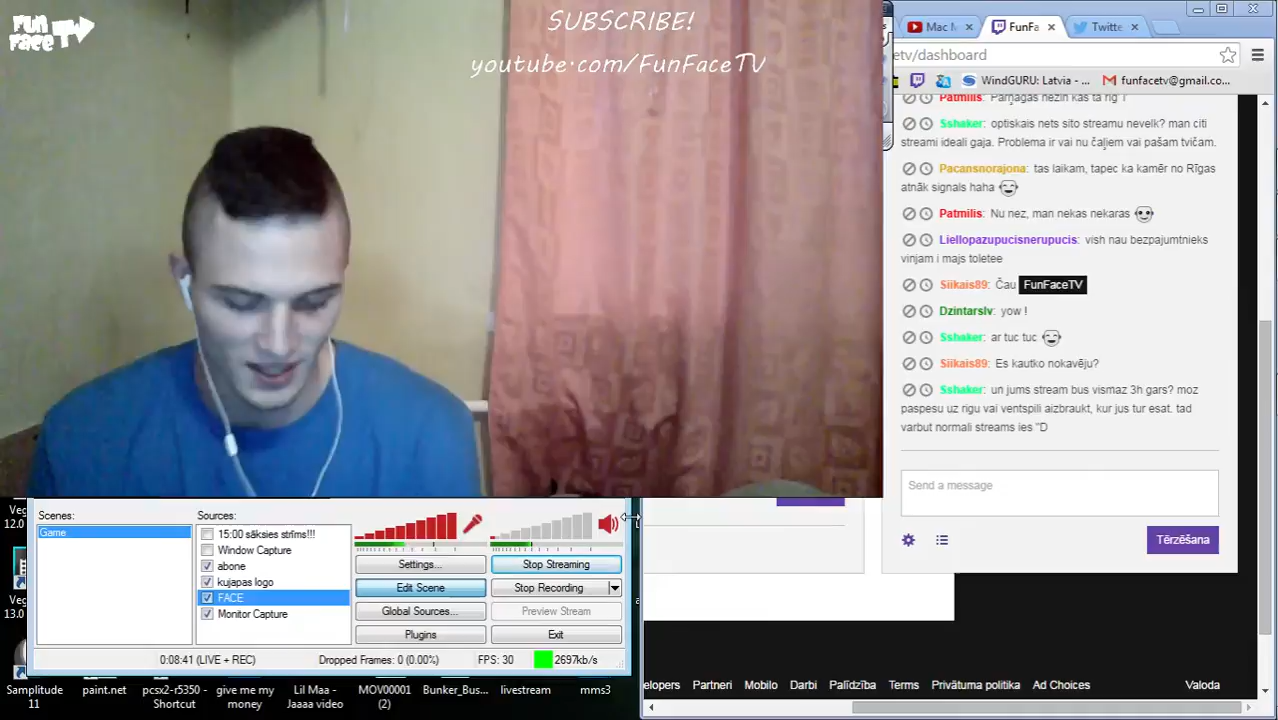 FUN
FACE TV
SUBSCRIBE!
youtube.com/FunFaceTV
Mac M
FunFa
Twitte
etv/dashboard
WindGURU: Latvia - ...
funfacetv@gmail.co...
Patmilis: Parņagas nezin kas ta rig i
Sshaker: optiskais nets sito streamu nevelk? man citi
streami ideali gaja. Problema ir vai nu čaļiem vai pašam tvičam.
Pacansnorajona: tas laikam, tapec ka kamēr no Rīgas
atnāk signals haha
Patmilis: Nu nez, man nekas nekaras
Liellopazupucisnerupucis: vish nau bezpajumtnieks
vinjam i majs toletee
Siikais89: Čau FunFaceTV
Dzintarslv: yow !
Sshaker: ar tuc tuc
Siikais89: Es kautko nokavēju?
Sshaker: un jums stream bus vismaz 3h gars? moz
paspesu uz rigu vai ventspili aizbraukt, kur jus tur esat. tad
varbut normali streams ies "D
Send a message
Tērzēšana
Scenes:
Game
Sources:
15:00 sāksies strīms!!!
Window Capture
abone
kujapas logo
FACE
Monitor Capture
Settings...
Stop Streaming
Edit Scene
Stop Recording
Global Sources...
Preview Stream
Plugins
Exit
0:08:41 (LIVE + REC)
Dropped Frames: 0 (0.00%)
FPS: 30
2697kb/s
Veg
12.0
Veg
13.0
Samplitude
11
paint.net
pcsx2-r5350 -
Shortcut
give me my
money
Lil Maa -
Jaaaa video
MOV00001
(2)
Bunker_Bus...
livestream
mms3
elopers
Partneri
Mobilo
Darbi
Palīdzība
Terms
Privātuma politika
Ad Choices
Valoda